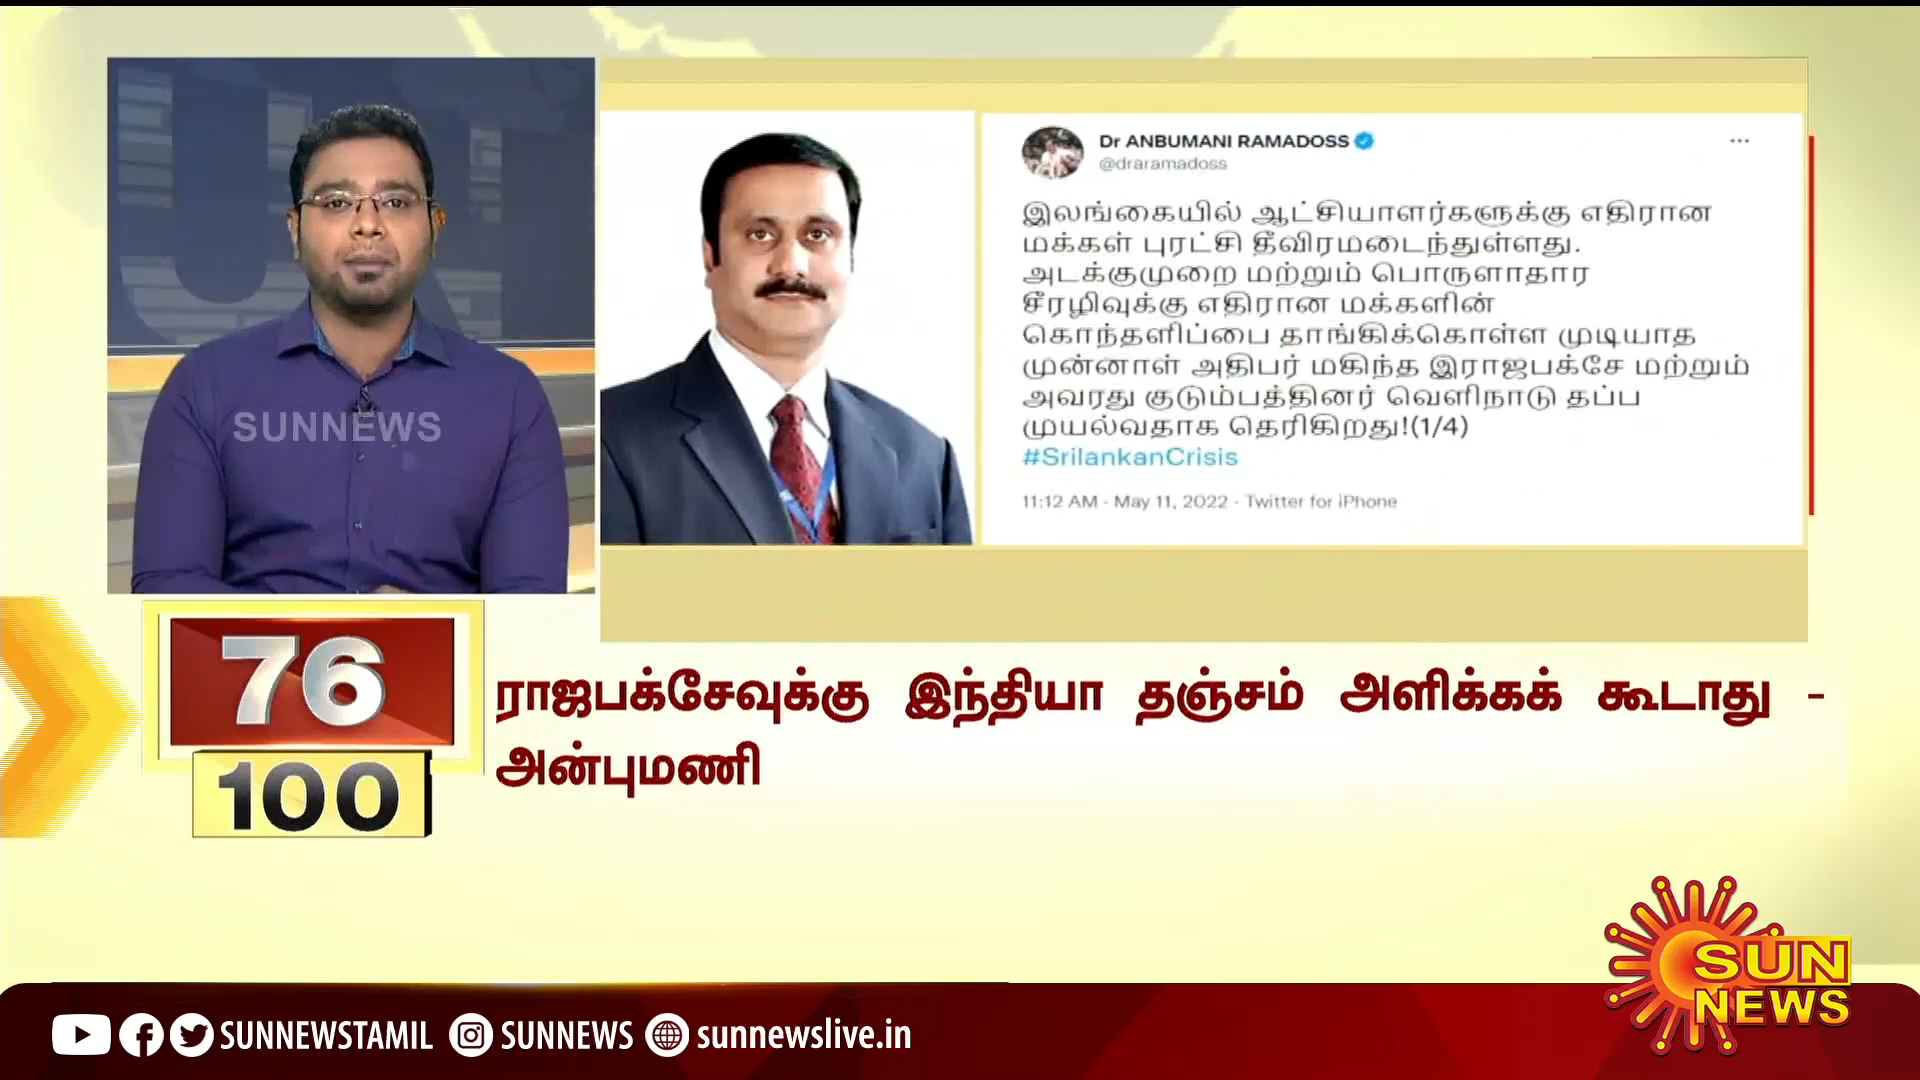 SUNNEWS
Dr ANBUMANI RAMADOSS
@draramadoss
இலங்கையில் ஆட்சியாளர்களுக்கு எதிரான
மக்கள் புரட்சி தீவிரமடைந்துள்ளது.
அடக்குமுறை மற்றும் பொருளாதார
சீரழிவுக்கு எதிரான மக்களின்
கொந்தளிப்பை தாங்கிக்கொள்ள முடியாத
முன்னாள் அதிபர் மகிந்த இராஜபக்சே மற்றும்
அவரது குடும்பத்தினர் வெளிநாடு தப்ப
முயல்வதாக தெரிகிறது!(1/4)
#SrilankanCrisis
11:12 AM · May 11, 2022 · Twitter for iPhone
76
100
ராஜபக்சேவுக்கு இந்தியா தஞ்சம் அளிக்கக் கூடாது -
அன்புமணி
SUN
NEWS
SUNNEWSTAMIL SUNNEWS sunnewslive.in